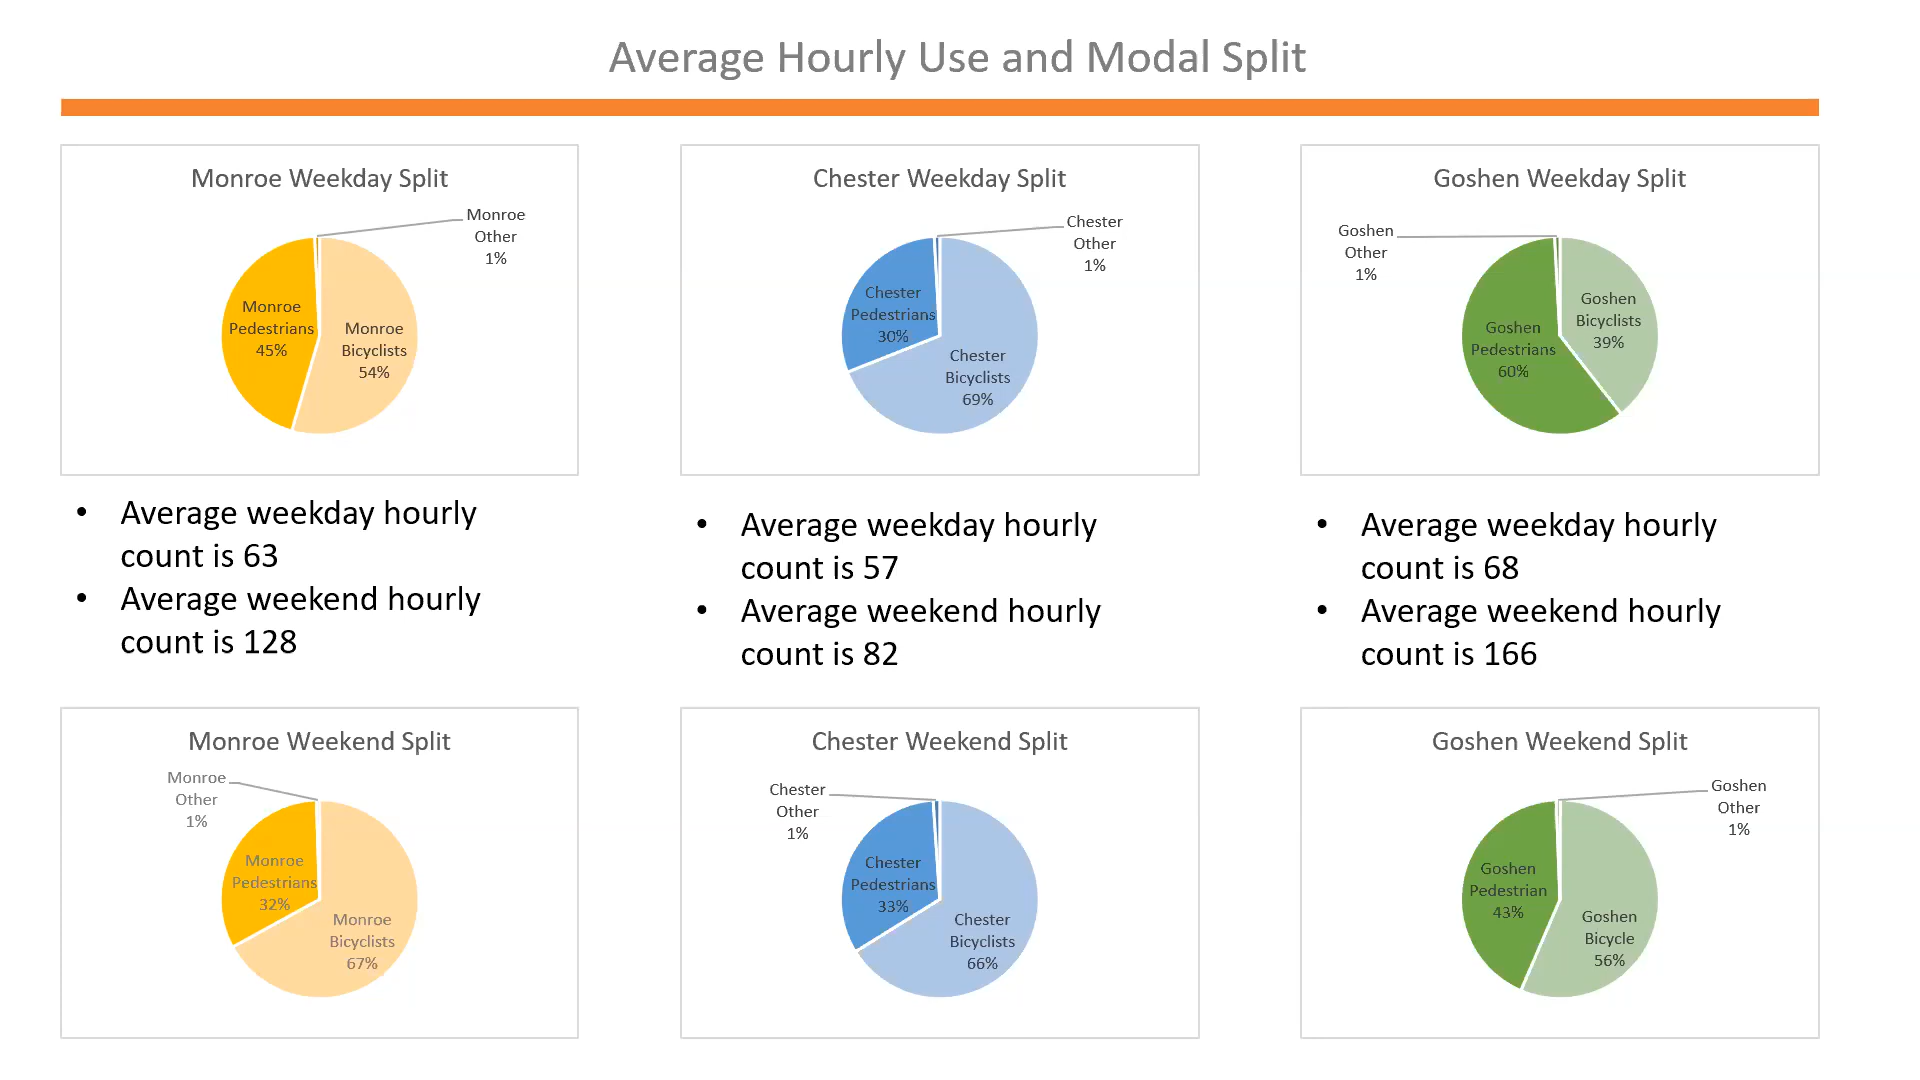 Average Hourly Use and Modal Split
Monroe Weekday Split
Monroe
Other
1%
Monroe
Pedestrians
45%
Monroe
Bicyclists
54%
Chester Weekday Split
Chester
Other
1%
Chester
Pedestrians
30%
Chester
Bicyclists
69%
Goshen Weekday Split
Goshen
Other
1%
Goshen
Pedestrians
60%
Goshen
Bicyclists
39%
• Average weekday hourly
count is 63
• Average weekend hourly
count is 128
• Average weekday hourly
count is 57
• Average weekend hourly
count is 82
• Average weekday hourly
count is 68
• Average weekend hourly
count is 166
Monroe Weekend Split
Monroe
Other
1%
Monroe
Pedestrians
32%
Monroe
Bicyclists
67%
Chester Weekend Split
Chester
Other
1%
Chester
Pedestrians
33%
Chester
Bicyclists
66%
Goshen Weekend Split
Goshen
Other
1%
Goshen
Pedestrian
43%
Goshen
Bicycle
56%